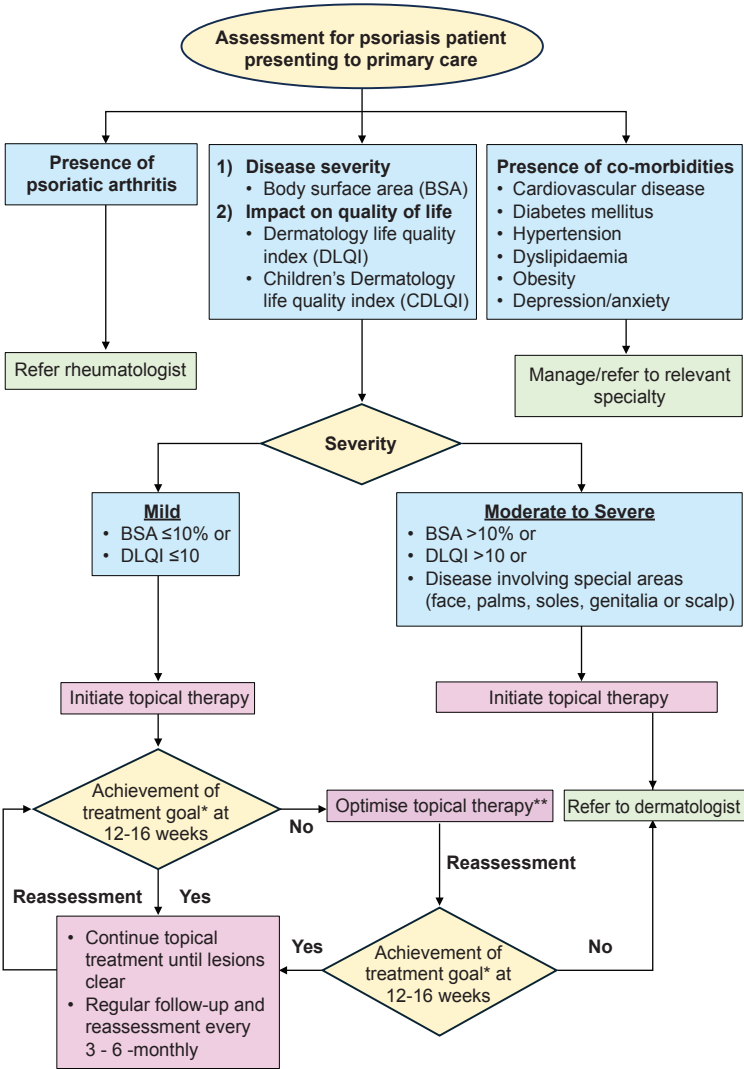 Assessment for psoriasis patient
presenting to primary care
Presence of
psoriatic arthritis
1) Disease severity
• Body surface area (BSA)
2) Impact on quality of life
• Dermatology life quality
index (DLQI)
• Children's Dermatology
life quality index (CDLQI)
Presence of co-morbidities
• Cardiovascular disease
• Diabetes mellitus
• Hypertension
• Dyslipidaemia
• Obesity
• Depression/anxiety
Refer rheumatologist
Manage/refer to relevant
specialty
Severity
Mild
• BSA ≤10% or
• DLQI ≤10
Moderate to Severe
• BSA >10% or
• DLQI >10 or
• Disease involving special areas
(face, palms, soles, genitalia or scalp)
Initiate topical therapy
Initiate topical therapy
Achievement of
treatment goal* at
12-16 weeks
No
Optimise topical therapy**
Refer to dermatologist
Reassessment
Yes
Reassessment
• Continue topical
treatment until lesions
clear
• Regular follow-up and
reassessment every
3 - 6 -monthly
Yes
Achievement of
treatment goal* at
12-16 weeks
No